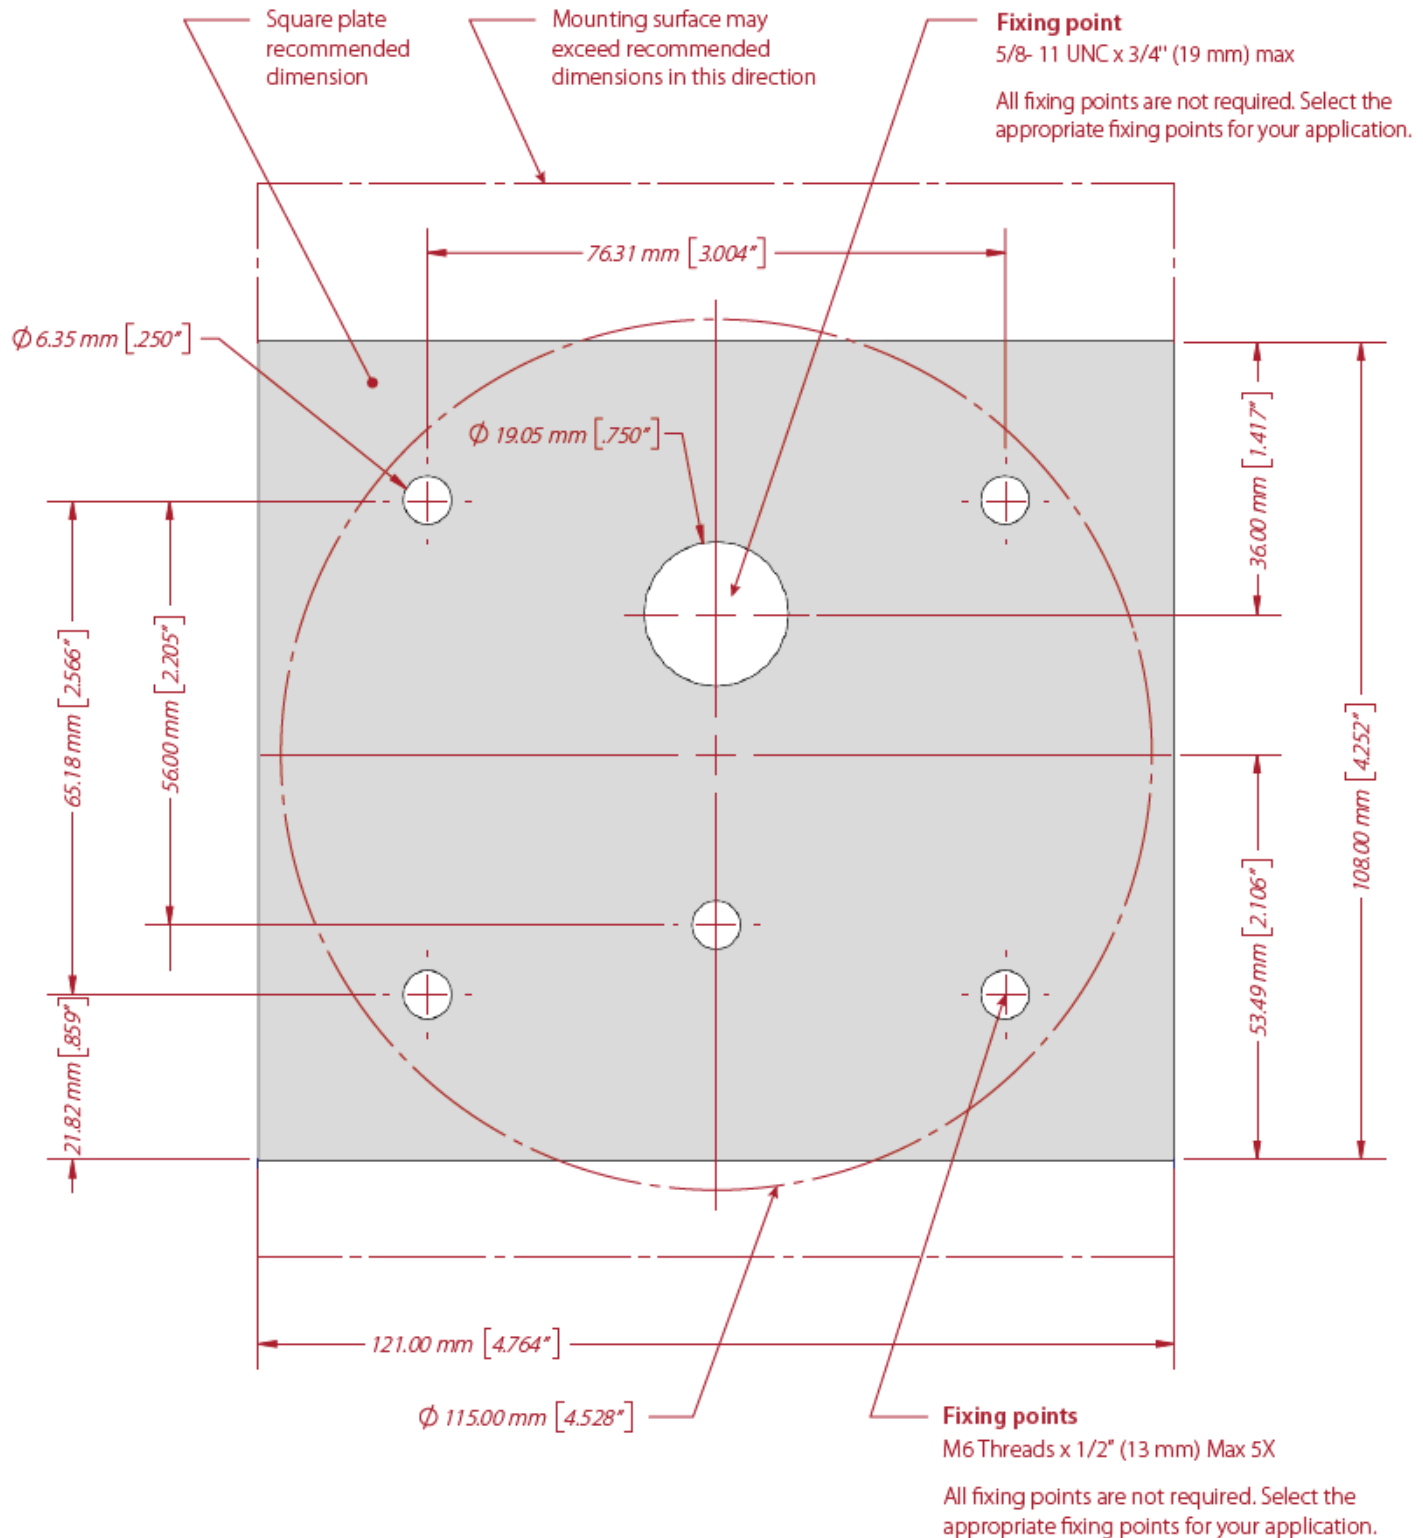 Square plate
recommended
dimension
Mounting surface may
exceed recommended
dimensions in this direction
Fixing point
5/8- 11 UNC x 3/4'' (19 mm) max
All fixing points are not required. Select the
appropriate fixing points for your application.
76.31 mm [3.004"]
Φ 6.35 mm [.250"]
Φ 19.05 mm [.750"]
36.00 mm [1.417"]
65.18 mm [2.566"]
56.00 mm [2.205"]
108.00 mm [4.252"]
53.49 mm [2.106"]
21.82 mm [.859"]
121.00 mm [4.764"]
Φ 115.00 mm [4.528"]
Fixing points
M6 Threads x 1/2" (13 mm) Max 5X
All fixing points are not required. Select the
appropriate fixing points for your application.